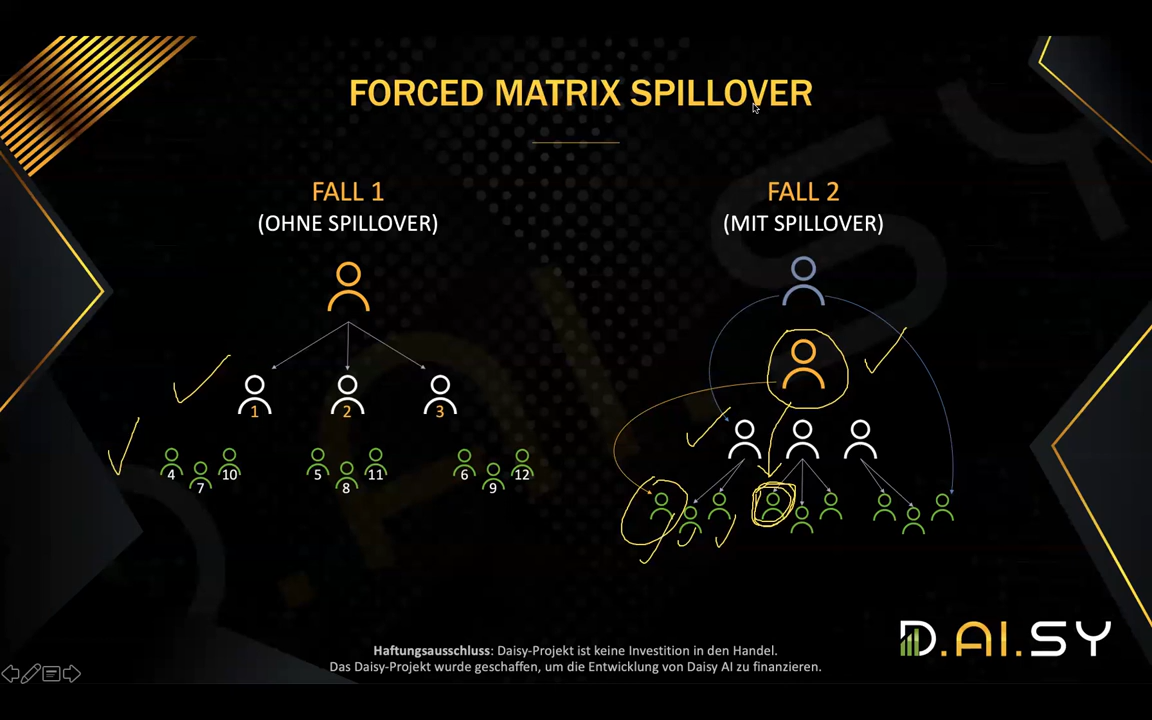 FORCED MATRIX SPILLOVER
FALL 1
(OHNE SPILLOVER)
1
2
3
4
7
10
5
8
11
6
9
12
FALL 2
(MIT SPILLOVER)
Haftungsausschluss: Daisy-Projekt ist keine Investition in den Handel.
Das Daisy-Projekt wurde geschaffen, um die Entwicklung von Daisy AI zu finanzieren.
D.AI.SY